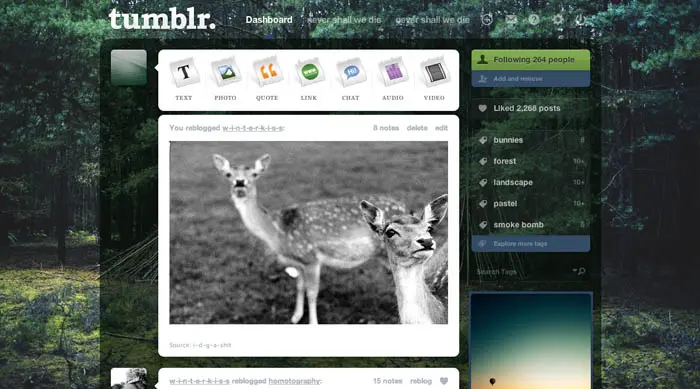 tumblr.
Dashboard never shall we die never shall we die
TEXT PHOTO QUOTE LINK CHAT AUDIO VIDEO
Hi!
You reblogged w-i-n-t-e-r-k-i-s-s:
8 notes delete edit
Source: i-d-g-a-shit
w-i-n-t-e-r-k-i-s-s reblogged homotography:
15 notes reblog
Following 264 people
Add and remove
Liked 2,268 posts
bunnies 8
forest 10+
landscape 10+
pastel 10+
smoke bomb 6
Explore more tags
Search Tags